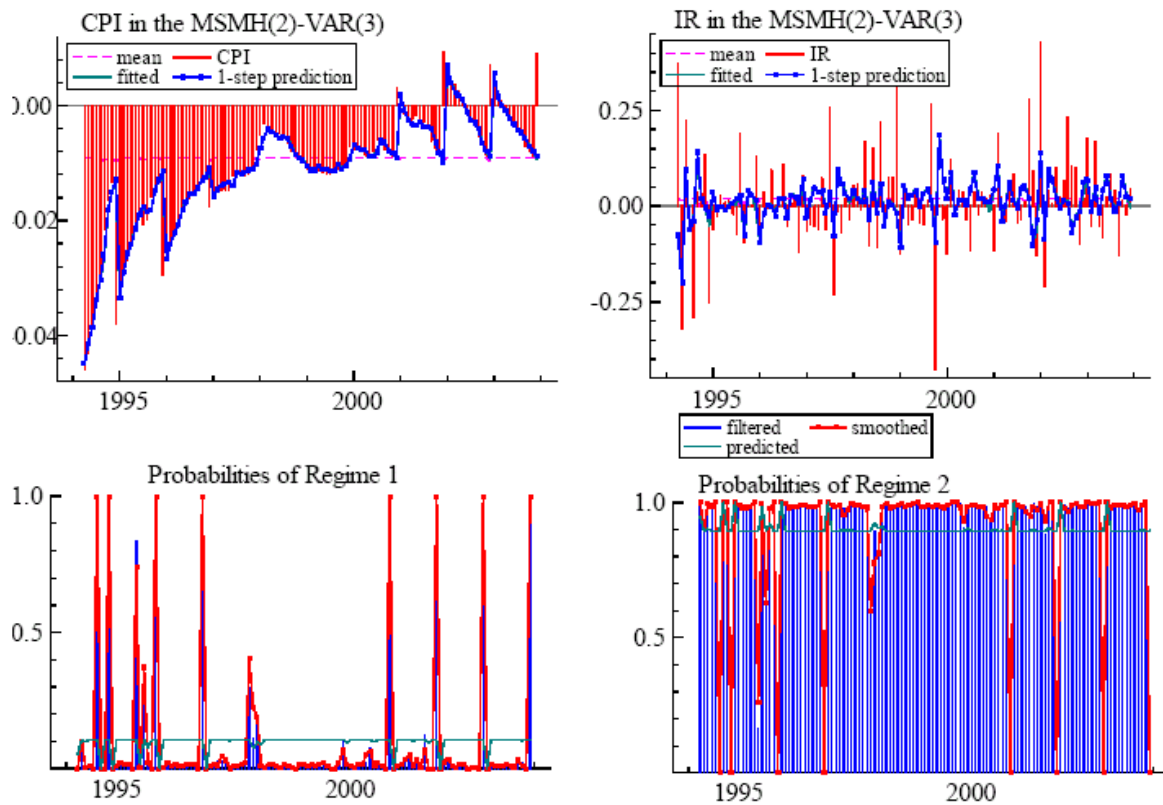 CPI in the MSMH(2)-VAR(3)
mean CPI
fitted 1-step prediction
0.00
0.02
0.04
1995 2000
IR in the MSMH(2)-VAR(3)
mean IR
fitted 1-step prediction
0.25
0.00
-0.25
1995 2000
filtered smoothed
predicted
Probabilities of Regime 1
1.0
0.5
1995 2000
Probabilities of Regime 2
1.0
0.5
1995 2000